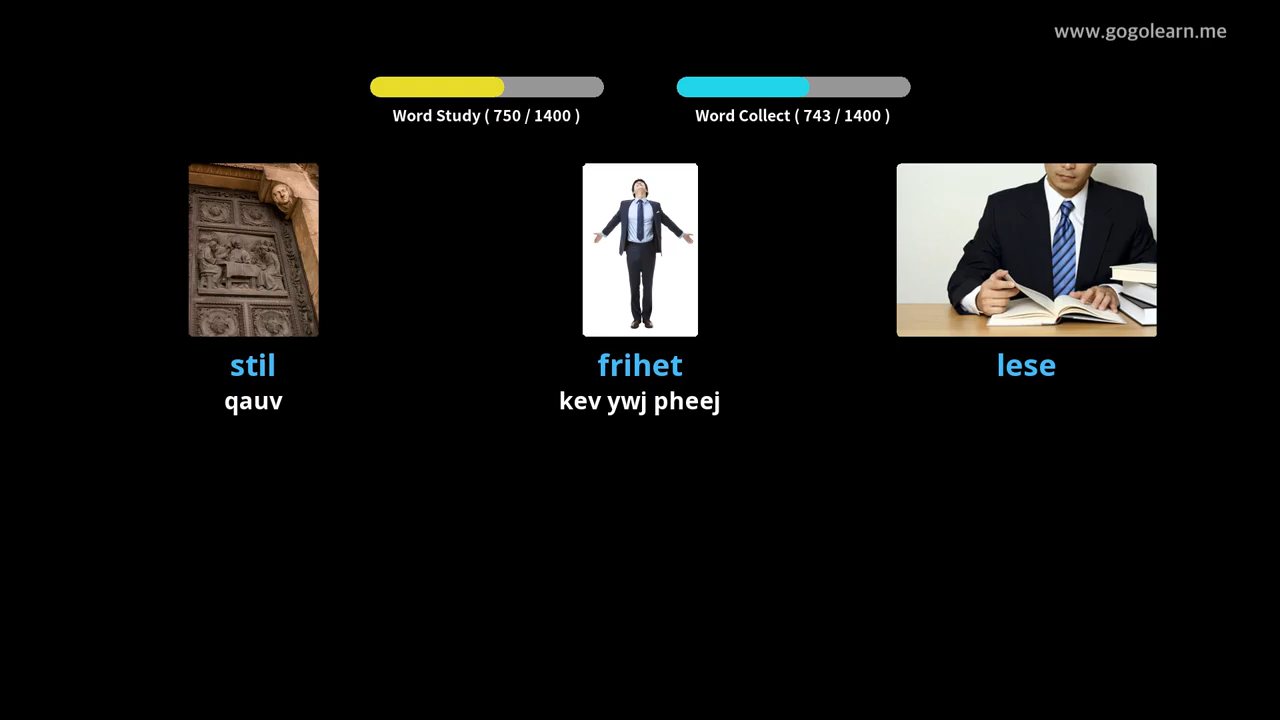 www.gogolearn.me
Word Study ( 750 / 1400 )
Word Collect ( 743 / 1400 )
stil
frihet
lese
qauv
kev ywj pheej